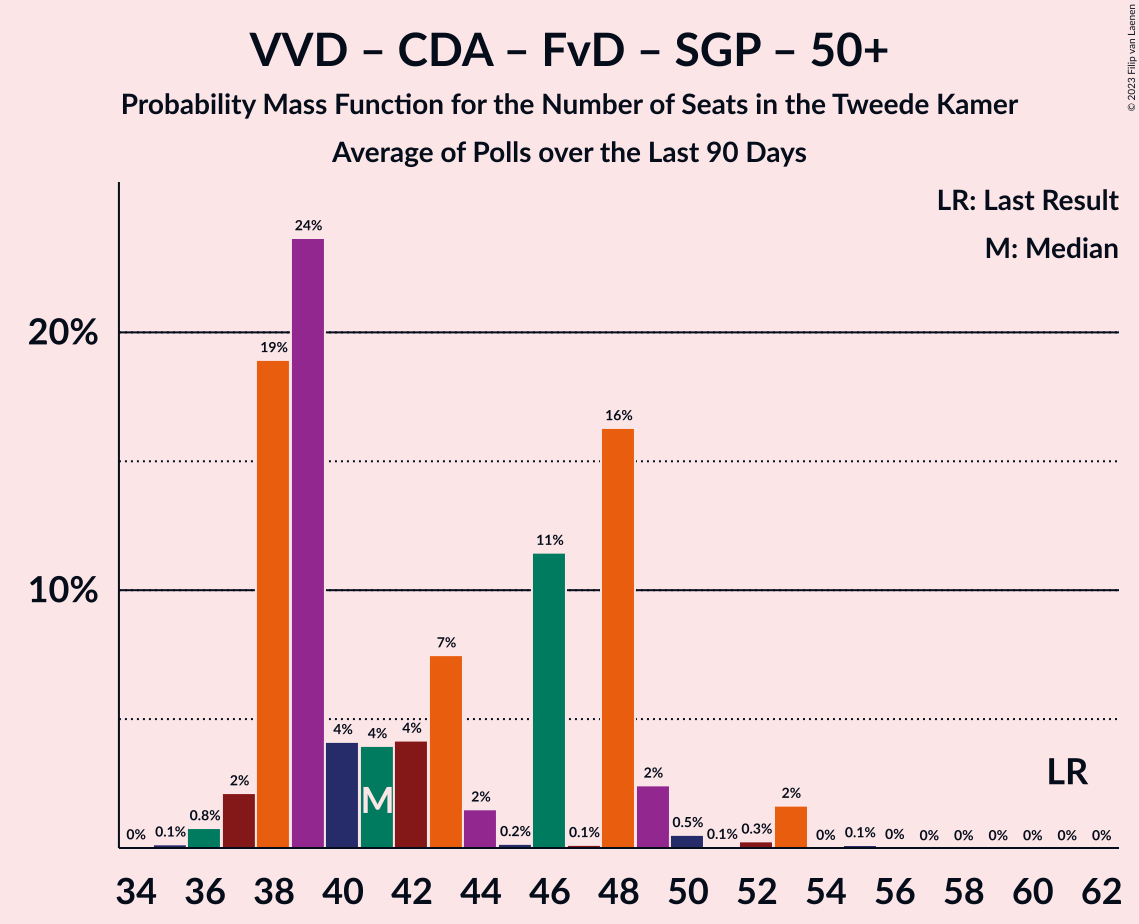 VVD – CDA – FvD – SGP – 50+
Probability Mass Function for the Number of Seats in the Tweede Kamer
Average of Polls over the Last 90 Days
© 2023 Filip van Laenen
LR: Last Result
M: Median
20%
10%
0% 0.1% 0.8% 2% 19% 24% 4% 4% 4% 7% 2% 0.2% 11% 0.1% 16% 2% 0.5% 0.1% 0.3% 2% 0% 0.1% 0% 0% 0% 0% 0% 0% 0%
M
LR
34 36 38 40 42 44 46 48 50 52 54 56 58 60 62